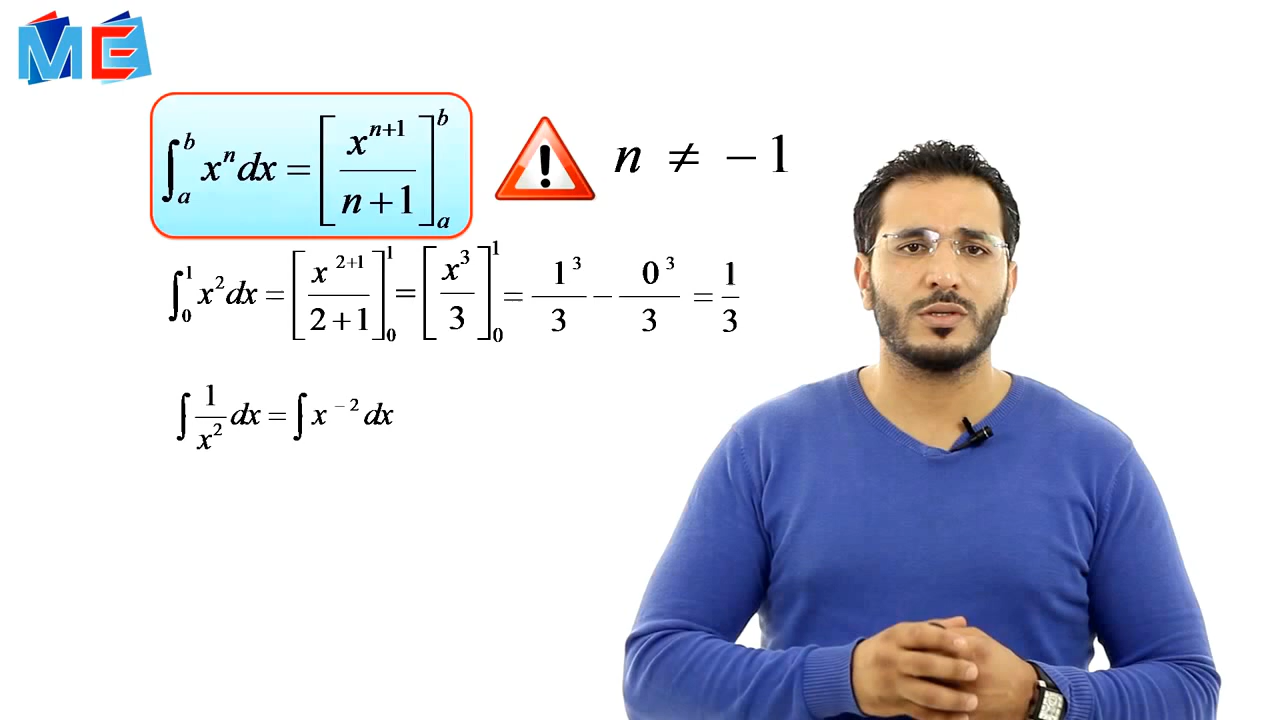 ME
∫_a^b x^n dx = [x^{n+1}/(n+1)]_a^b ! n ≠ −1
∫_0^1 x^2 dx = [x^{2+1}/(2+1)]_0^1 = [x^3/3]_0^1 = 1^3/3 − 0^3/3 = 1/3
∫ 1/x^2 dx = ∫ x^{−2} dx